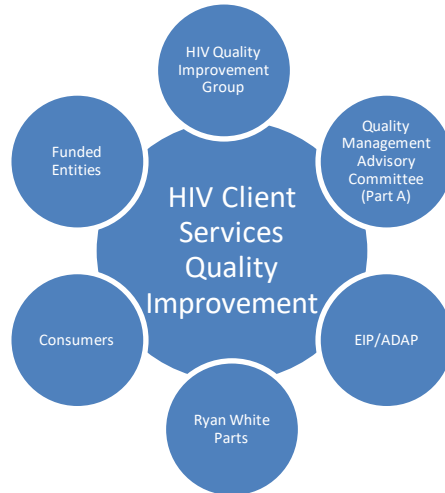 HIV Quality
Improvement
Group
Quality
Management
Advisory
Committee
(Part A)
EIP/ADAP
Ryan White
Parts
Consumers
Funded
Entities
HIV Client
Services
Quality
Improvement